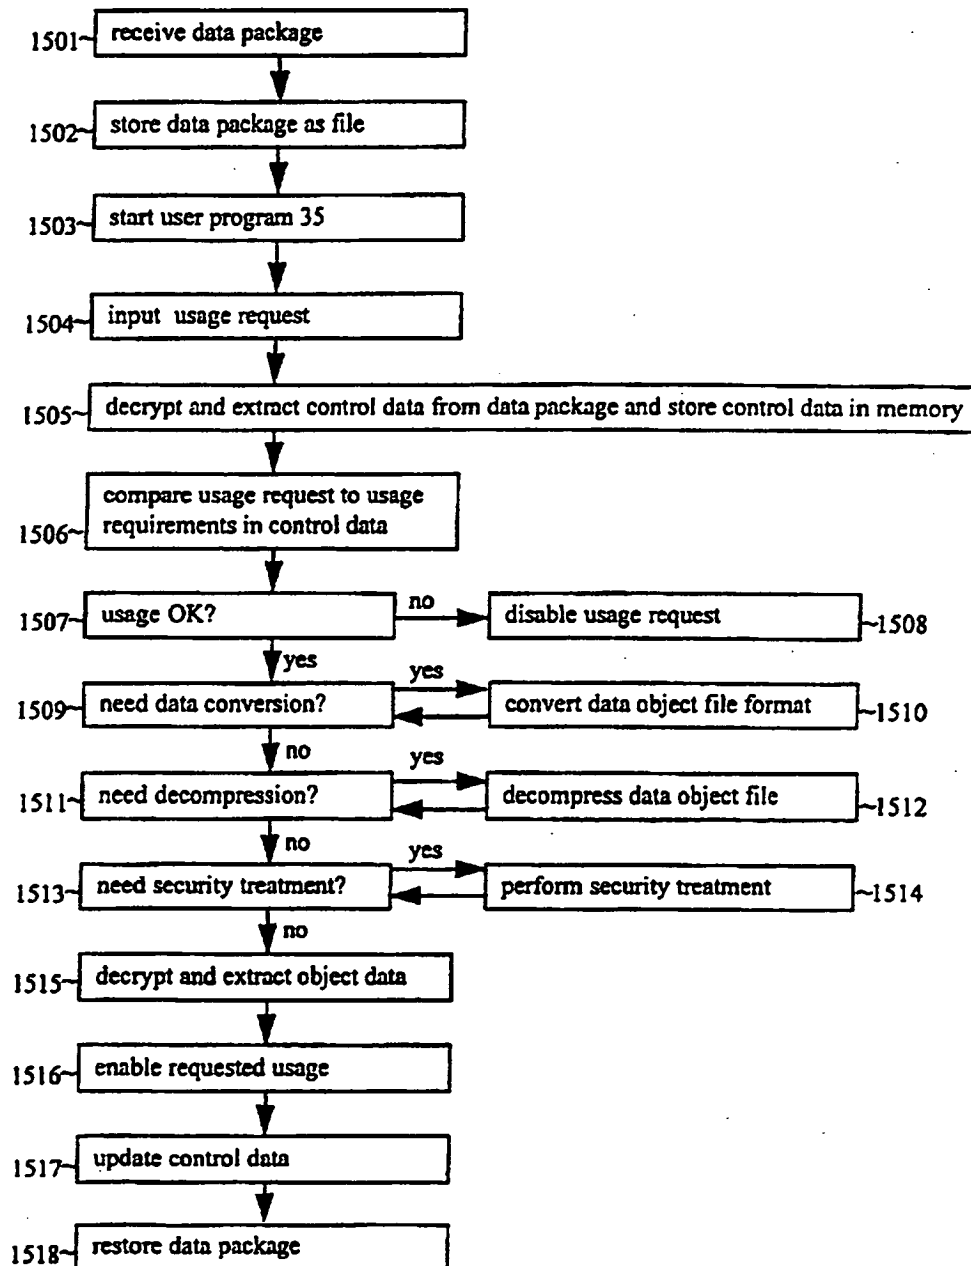 1501 receive data package
1502 store data package as file
1503 start user program 35
1504 input usage request
1505 decrypt and extract control data from data package and store control data in memory
compare usage request to usage
1506 requirements in control data
1507 usage OK? no disable usage request 1508
yes
yes
1509 need data conversion? convert data object file format 1510
no
yes
1511 need decompression? decompress data object file 1512
no
yes
1513 need security treatment? perform security treatment 1514
no
1515 decrypt and extract object data
1516 enable requested usage
1517 update control data
1518 restore data package